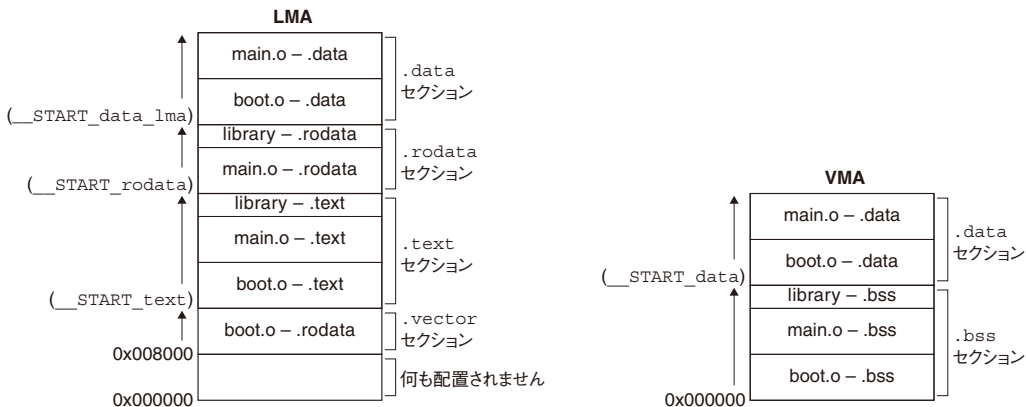 LMA
main.o – .data
boot.o – .data
.data
セクション
(__START_data_lma)
library – .rodata
main.o – .rodata
.rodata
セクション
(__START_rodata)
library – .text
main.o – .text
boot.o – .text
.text
セクション
(__START_text)
boot.o – .rodata
.vector
セクション
0x008000
何も配置されません
0x000000
VMA
main.o – .data
boot.o – .data
.data
セクション
(__START_data)
library – .bss
main.o – .bss
boot.o – .bss
.bss
セクション
0x000000